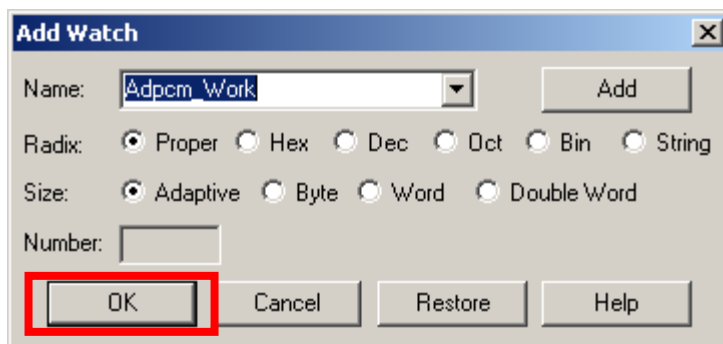 Add Watch
Name: Adpcm_Work Add
Radix: Proper Hex Dec Oct Bin String
Size: Adaptive Byte Word Double Word
Number:
OK Cancel Restore Help